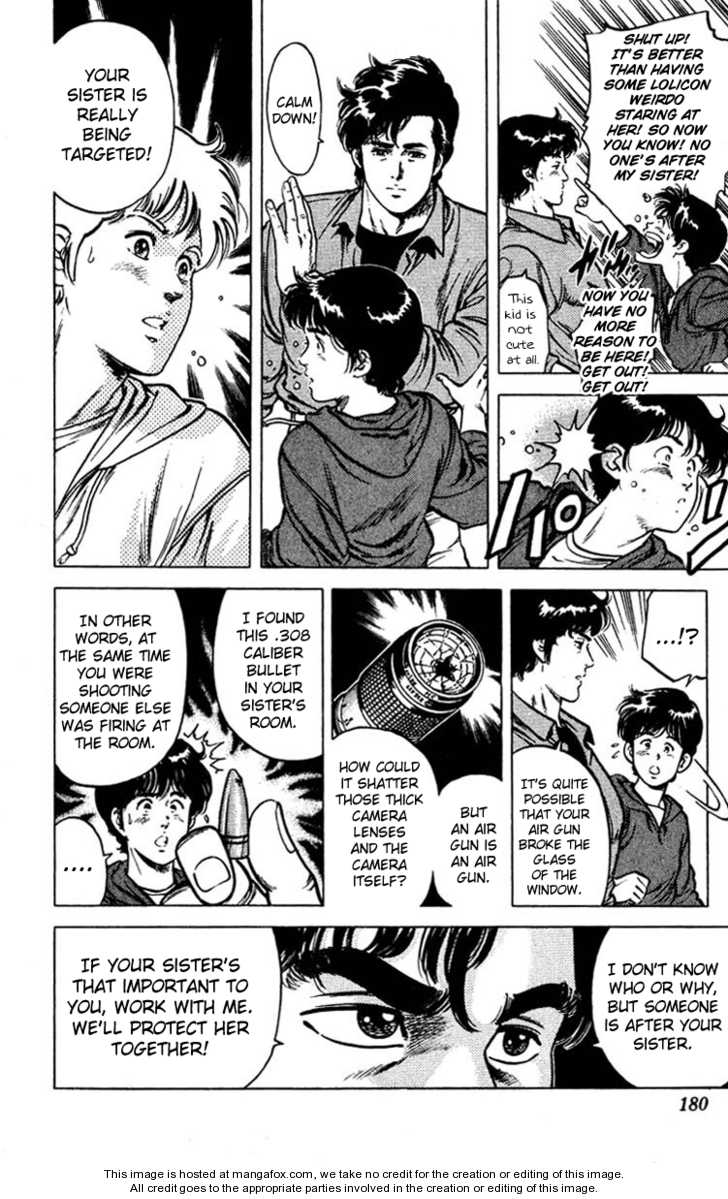 SHUT UP!
IT'S BETTER
THAN HAVING
SOME LOLICON
WEIRDO
STARING AT
HER! SO NOW
YOU KNOW! NO
ONE'S AFTER
MY SISTER!
This
kid is
not
cute
at all.
NOW YOU
HAVE NO
MORE
REASON TO
BE HERE!
GET OUT!
GET OUT!
パパ
CALM
DOWN!
YOUR
SISTER IS
REALLY
BEING
TARGETED!
....!?
IT'S QUITE
POSSIBLE
THAT YOUR
AIR GUN
BROKE THE
GLASS
OF THE
WINDOW.
BUT
AN AIR
GUN IS
AN AIR
GUN.
HOW COULD
IT SHATTER
THOSE THICK
CAMERA
LENSES
AND THE
CAMERA
ITSELF?
I FOUND
THIS .308
CALIBER
BULLET
IN YOUR
SISTER'S
ROOM.
IN OTHER
WORDS, AT
THE SAME TIME
YOU WERE
SHOOTING
SOMEONE ELSE
WAS FIRING AT
THE ROOM.
....
I DON'T KNOW
WHO OR WHY,
BUT SOMEONE
IS AFTER YOUR
SISTER.
IF YOUR SISTER'S
THAT IMPORTANT TO
YOU, WORK WITH ME.
WE'LL PROTECT HER
TOGETHER!
180
This image is hosted at mangafox.com, we take no credit for the creation or editing of this image.
All credit goes to the appropriate parties involved in the creation or editing of this image.